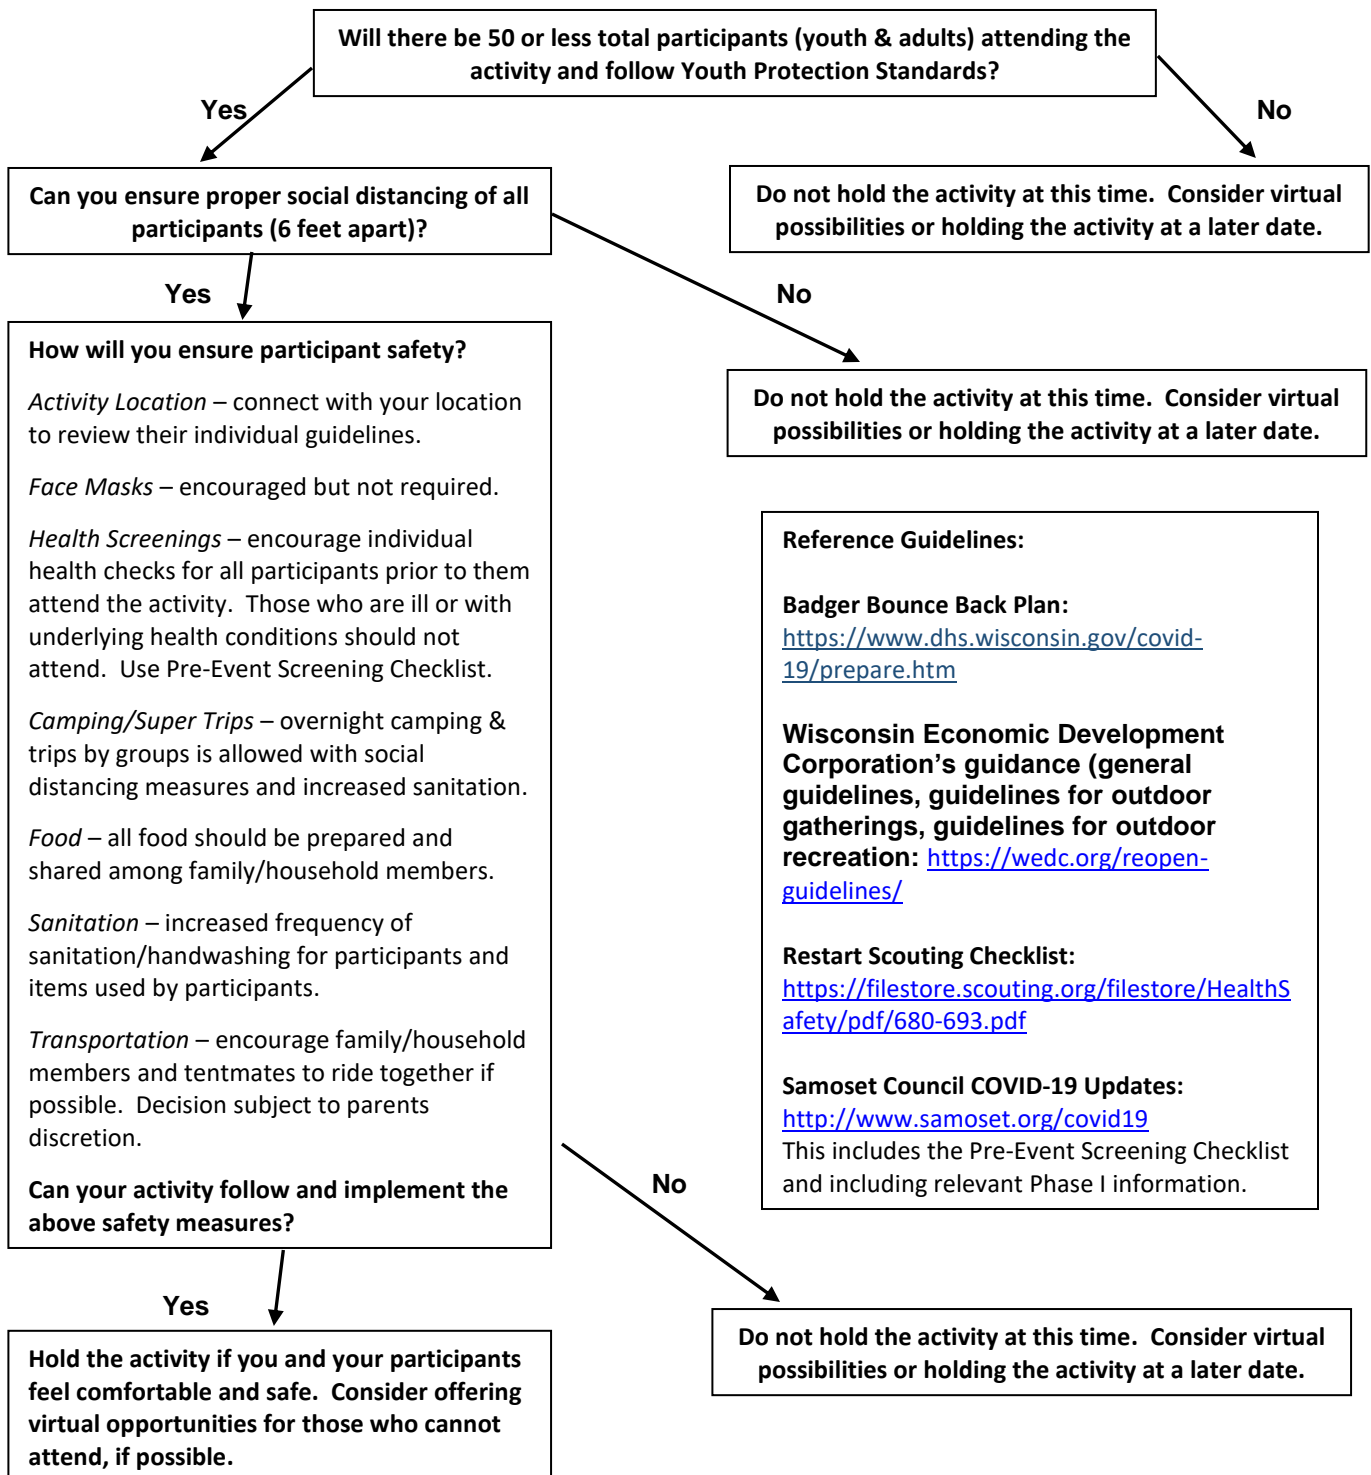 Will there be 50 or less total participants (youth & adults) attending the
activity and follow Youth Protection Standards?
Yes
No
Can you ensure proper social distancing of all
participants (6 feet apart)?
Do not hold the activity at this time.  Consider virtual
possibilities or holding the activity at a later date.
Yes
No
How will you ensure participant safety?
Activity Location – connect with your location
to review their individual guidelines.
Face Masks – encouraged but not required.
Health Screenings – encourage individual
health checks for all participants prior to them
attend the activity.  Those who are ill or with
underlying health conditions should not
attend.  Use Pre-Event Screening Checklist.
Camping/Super Trips – overnight camping &
trips by groups is allowed with social
distancing measures and increased sanitation.
Food – all food should be prepared and
shared among family/household members.
Sanitation – increased frequency of
sanitation/handwashing for participants and
items used by participants.
Transportation – encourage family/household
members and tentmates to ride together if
possible.  Decision subject to parents
discretion.
Can your activity follow and implement the
above safety measures?
Do not hold the activity at this time.  Consider virtual
possibilities or holding the activity at a later date.
Reference Guidelines:
Badger Bounce Back Plan:
https://www.dhs.wisconsin.gov/covid-
19/prepare.htm
Wisconsin Economic Development
Corporation’s guidance (general
guidelines, guidelines for outdoor
gatherings, guidelines for outdoor
recreation: https://wedc.org/reopen-
guidelines/
Restart Scouting Checklist:
https://filestore.scouting.org/filestore/HealthS
afety/pdf/680-693.pdf
Samoset Council COVID-19 Updates:
http://www.samoset.org/covid19
This includes the Pre-Event Screening Checklist
and including relevant Phase I information.
No
Yes
Hold the activity if you and your participants
feel comfortable and safe.  Consider offering
virtual opportunities for those who cannot
attend, if possible.
Do not hold the activity at this time.  Consider virtual
possibilities or holding the activity at a later date.